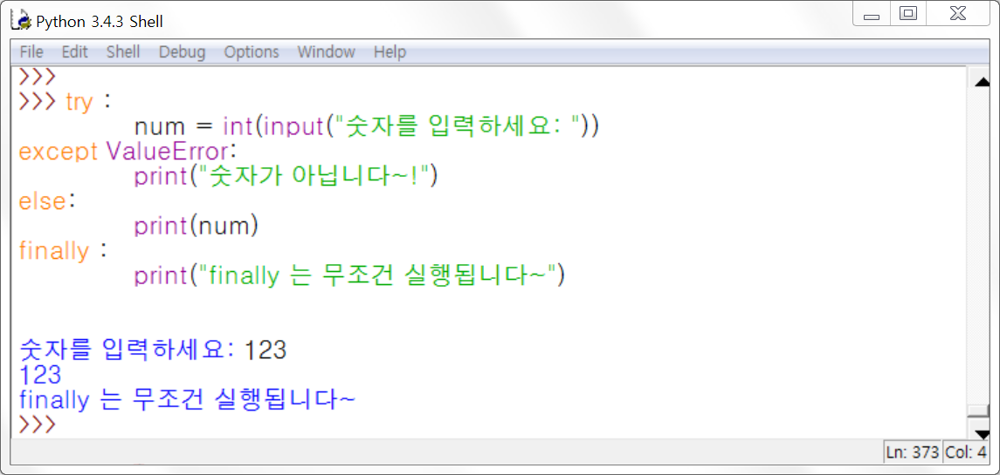 Python 3.4.3 Shell
File Edit Shell Debug Options Window Help
>>>
>>> try :
        num = int(input("숫자를 입력하세요: "))
except ValueError:
        print("숫자가 아닙니다~!")
else:
        print(num)
finally :
        print("finally 는 무조건 실행됩니다~")
숫자를 입력하세요: 123
123
finally 는 무조건 실행됩니다~
>>>
Ln: 373 Col: 4